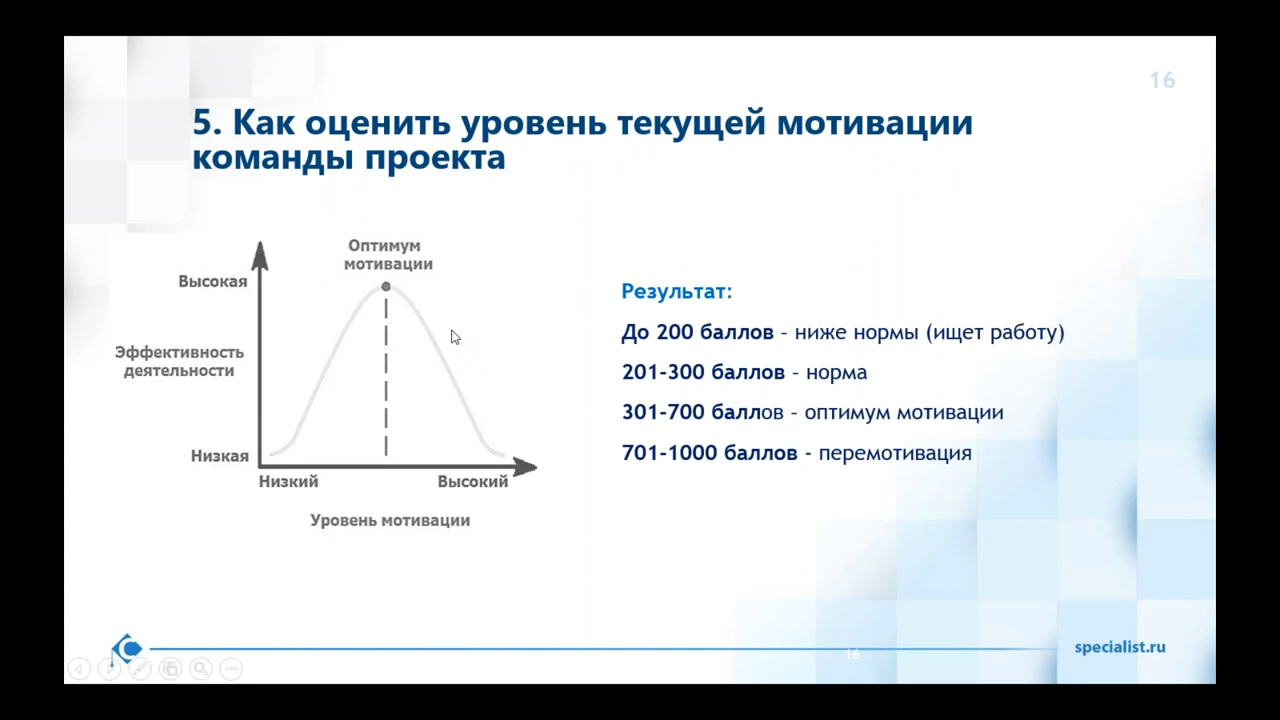 16
5. Как оценить уровень текущей мотивации
команды проекта
Оптимум
мотивации
Высокая
Эффективность
деятельности
Низкая
Низкий
Высокий
Уровень мотивации
Результат:
До 200 баллов - ниже нормы (ищет работу)
201-300 баллов - норма
301-700 баллов - оптимум мотивации
701-1000 баллов - перемотивация
specialist.ru
16